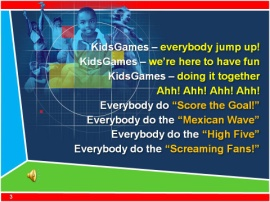 KidsGames – everybody jump up!
KidsGames – we're here to have fun
KidsGames – doing it together
Ahh! Ahh! Ahh! Ahh!
Everybody do “Score the Goal!”
Everybody do the “Mexican Wave”
Everybody do the “High Five”
Everybody do the “Screaming Fans!”
3